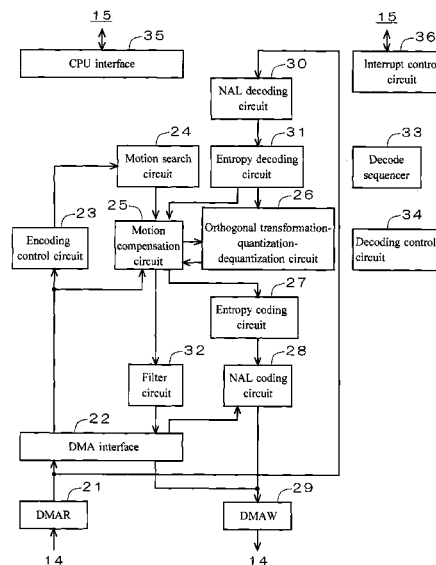 15
35
CPU interface
15
36
Interrupt control
circuit
30
NAL decoding
circuit
24
Motion search
circuit
31
Entropy decoding
circuit
33
Decode
sequencer
23
Encoding
control circuit
25
Motion
compensation
circuit
26
Orthogonal transformation-
quantization-
dequantization circuit
34
Decoding control
circuit
27
Entropy coding
circuit
32
Filter
circuit
28
NAL coding
circuit
22
DMA interface
21
DMAR
29
DMAW
14
14